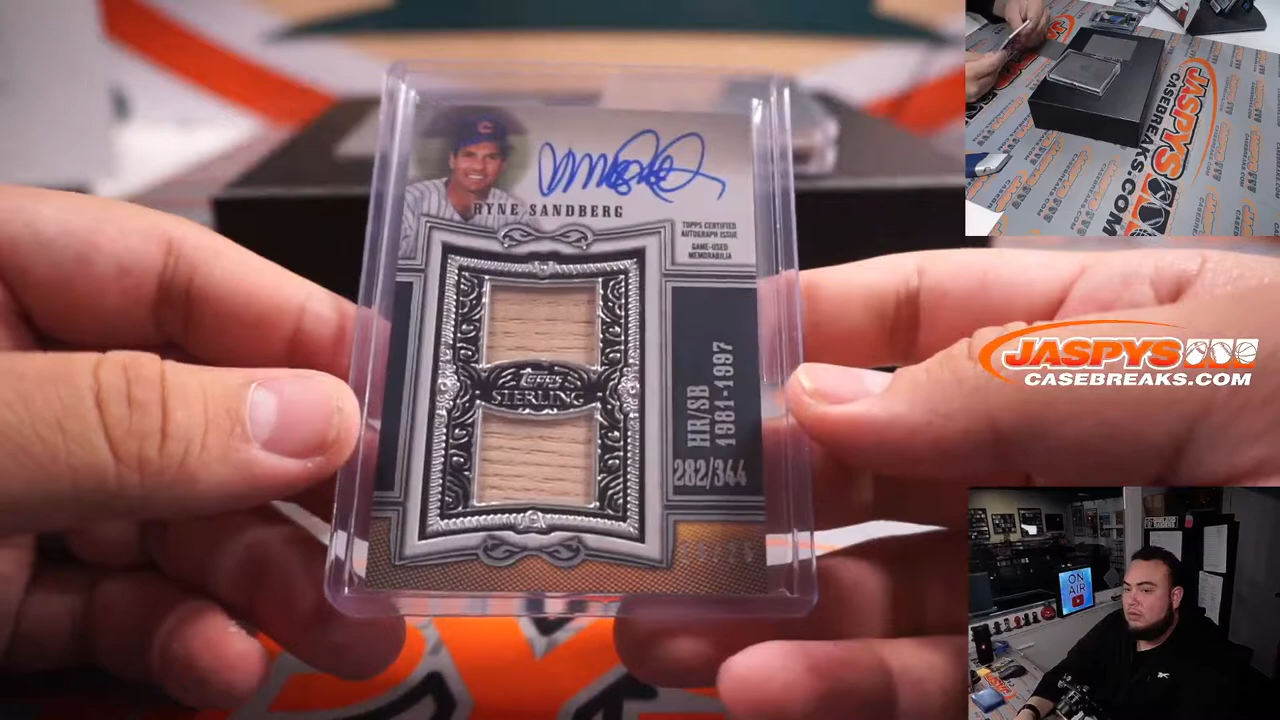 RYNE SANDBERG
TOPPS CERTIFIED
AUTOGRAPH ISSUE
GAME-USED
MEMORABILIA
Topps
STERLING
HR/SB
1981-1997
282/344
JASPYS
CASEBREAKS.COM
JASPYS
CASEBREAKS.COM
ON
AIR